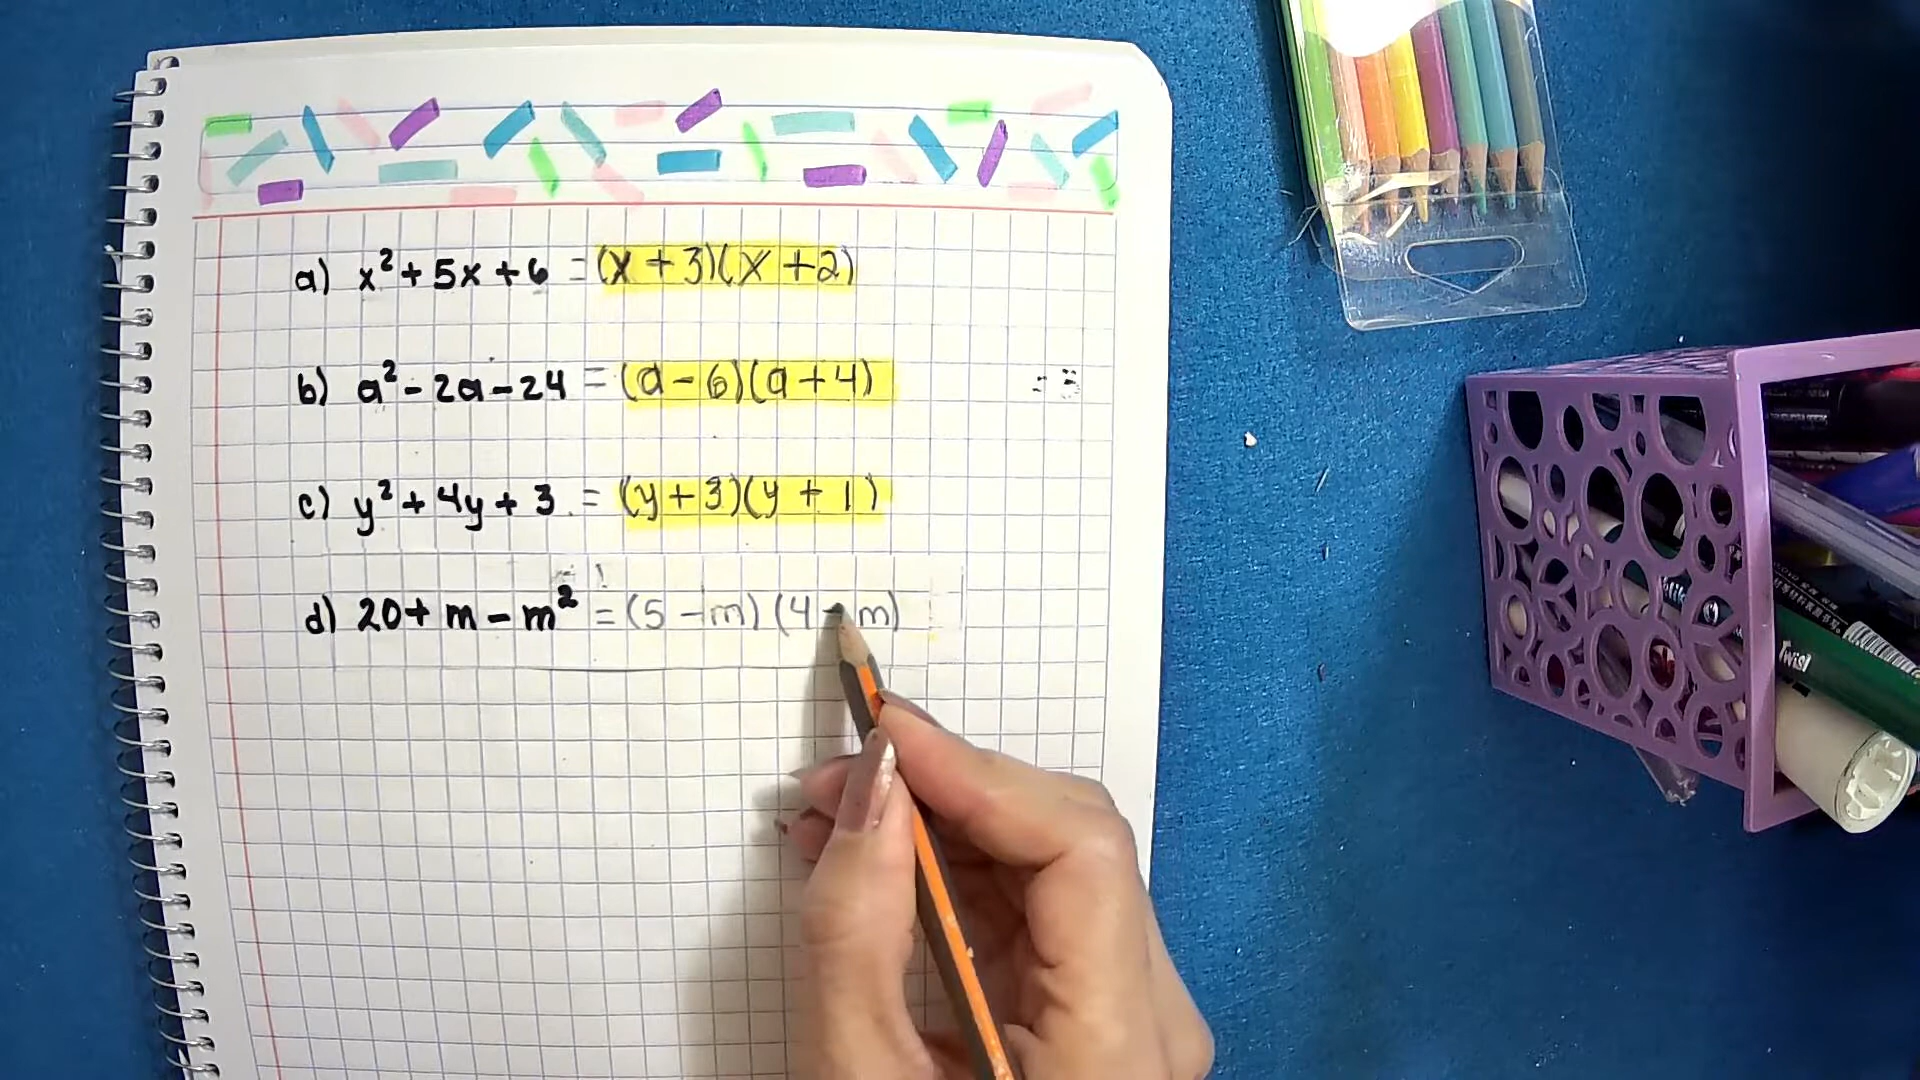 a) x² + 5x + 6 = (x + 3)(x + 2)
b) a² - 2a - 24 = (a - 6)(a + 4)
c) y² + 4y + 3 = (y + 3)(y + 1)
d) 20 + m - m² = (5 - m) (4 - m)
Twist